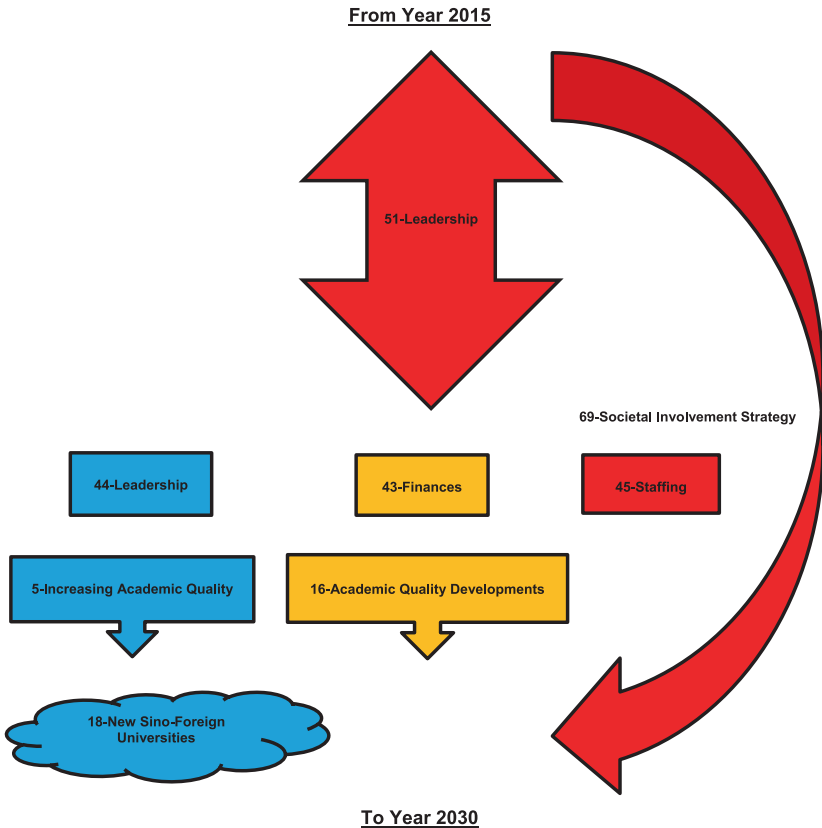 From Year 2015
51-Leadership
69-Societal Involvement Strategy
44-Leadership
43-Finances
45-Staffing
5-Increasing Academic Quality
16-Academic Quality Developments
18-New Sino-Foreign
Universities
To Year 2030